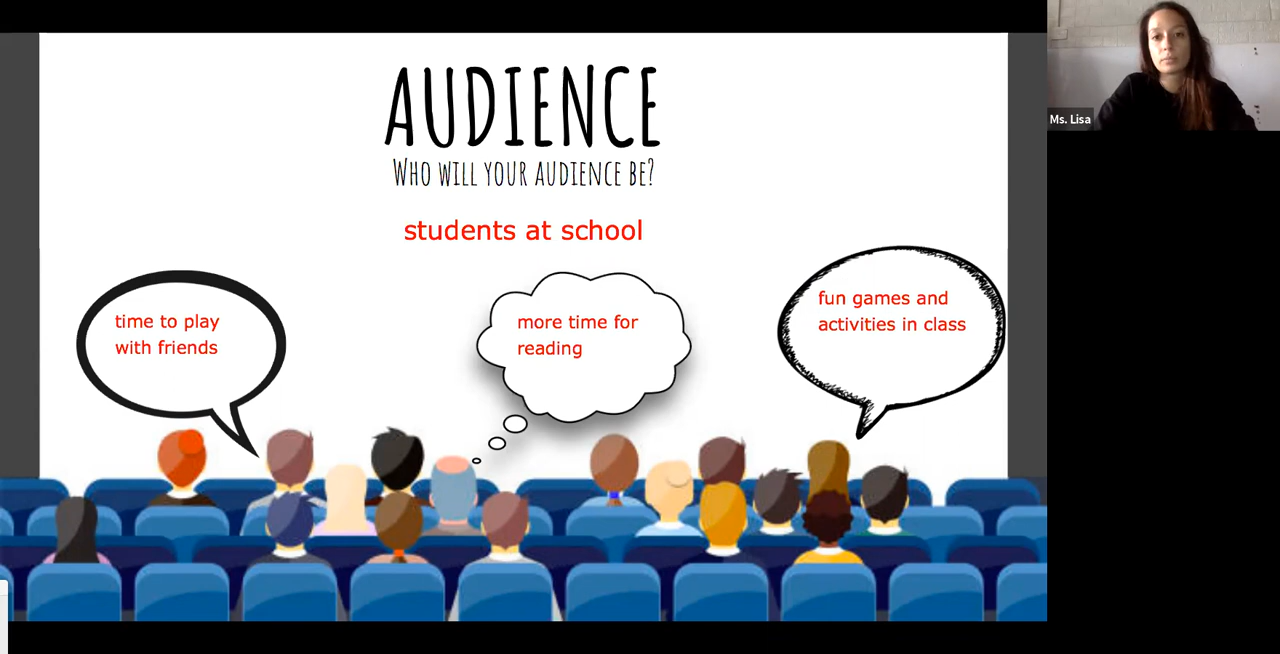 AUDIENCE
WHO WILL YOUR AUDIENCE BE?
students at school
time to play
with friends
more time for
reading
fun games and
activities in class
Ms. Lisa